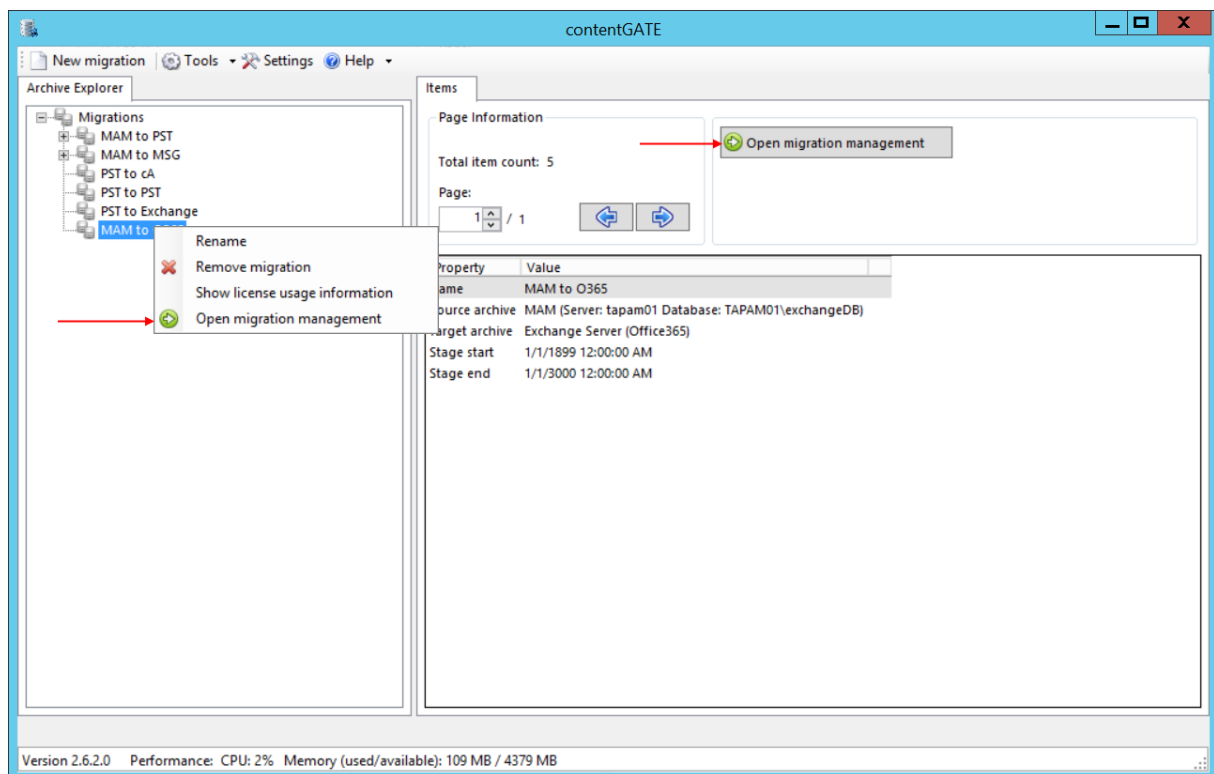 contentGATE
New migration Tools Settings Help
Archive Explorer
Migrations
MAM to PST
MAM to MSG
PST to cA
PST to PST
PST to Exchange
MAM to
Rename
Remove migration
Show license usage information
Open migration management
Items
Page Information
Total item count: 5
Page:
1 / 1
Open migration management
Property Value
ame MAM to O365
ource archive MAM (Server: tapam01 Database: TAPAM01\exchangeDB)
arget archive Exchange Server (Office365)
Stage start 1/1/1899 12:00:00 AM
Stage end 1/1/3000 12:00:00 AM
Version 2.6.2.0 Performance: CPU: 2% Memory (used/available): 109 MB / 4379 MB